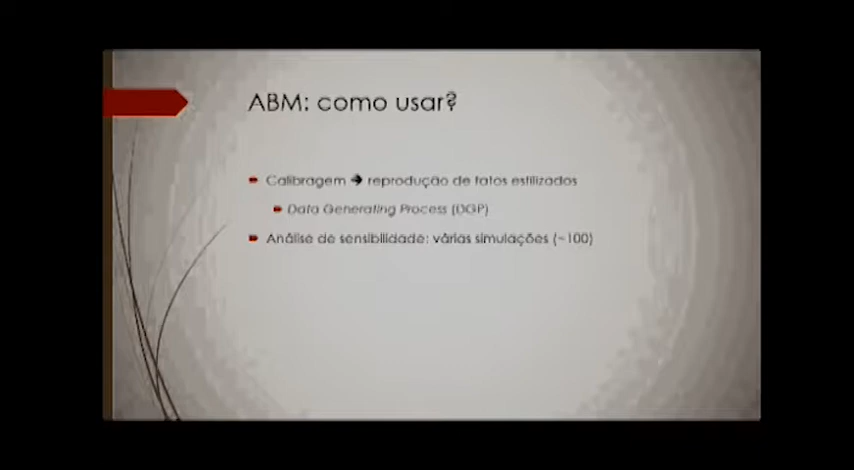 ABM: como usar?
Calibragem → reprodução de fatos estilizados
Data Generating Process (DGP)
Análise de sensibilidade: várias simulações (~100)